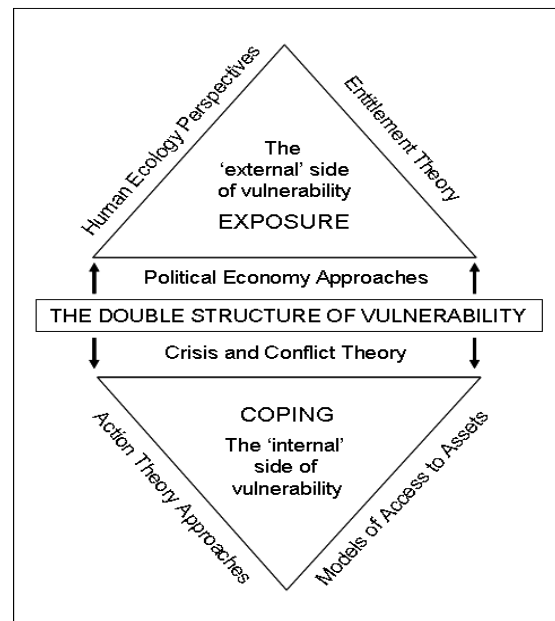 Human Ecology Perspectives
Entitlement Theory
The
‘external’ side
of vulnerability
EXPOSURE
Political Economy Approaches
THE DOUBLE STRUCTURE OF VULNERABILITY
Crisis and Conflict Theory
COPING
The ‘internal’
side of
vulnerability
Action Theory Approaches
Models of Access to Assets